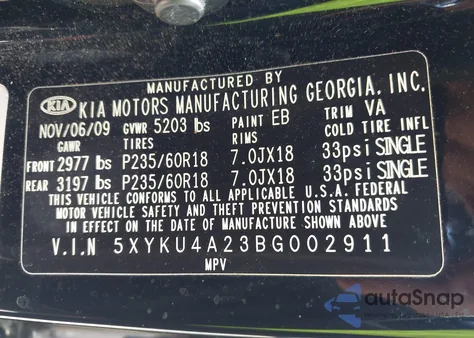 MANUFACTURED BY
KIA KIA MOTORS MANUFACTURING GEORGIA, INC.
NOV/06/09 GVWR 5203 lbs PAINT EB TRIM VA
GAWR TIRES RIMS COLD TIRE INFL
FRONT 2977 lbs P235/60R18 7.0JX18 33psi SINGLE
REAR 3197 lbs P235/60R18 7.0JX18 33psi SINGLE
THIS VEHICLE CONFORMS TO ALL APPLICABLE U.S.A. FEDERAL
MOTOR VEHICLE SAFETY AND THEFT PREVENTION STANDARDS
IN EFFECT ON THE DATE OF MANUFACTURE SHOWN ABOVE
V.I.N 5XYKU4A23BG002911
MPV
autoSnap